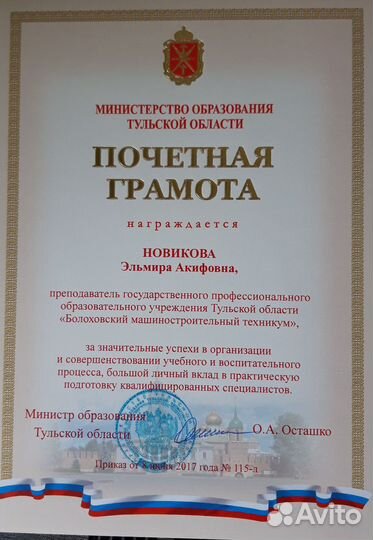 МИНИСТЕРСТВО ОБРАЗОВАНИЯ
ТУЛЬСКОЙ ОБЛАСТИ
ПОЧЕТНАЯ
ГРАМОТА
награждается
НОВИКОВА
Эльмира Акифовна,
преподаватель государственного профессионального
образовательного учреждения Тульской области
«Болоховский машиностроительный техникум»,
за значительные успехи в организации
и совершенствовании учебного и воспитательного
процесса, большой личный вклад в практическую
подготовку квалифицированных специалистов.
Министр образования
Тульской области
О.А. Осташко
Приказ от 8 июня 2017 года № 115-л
Avito